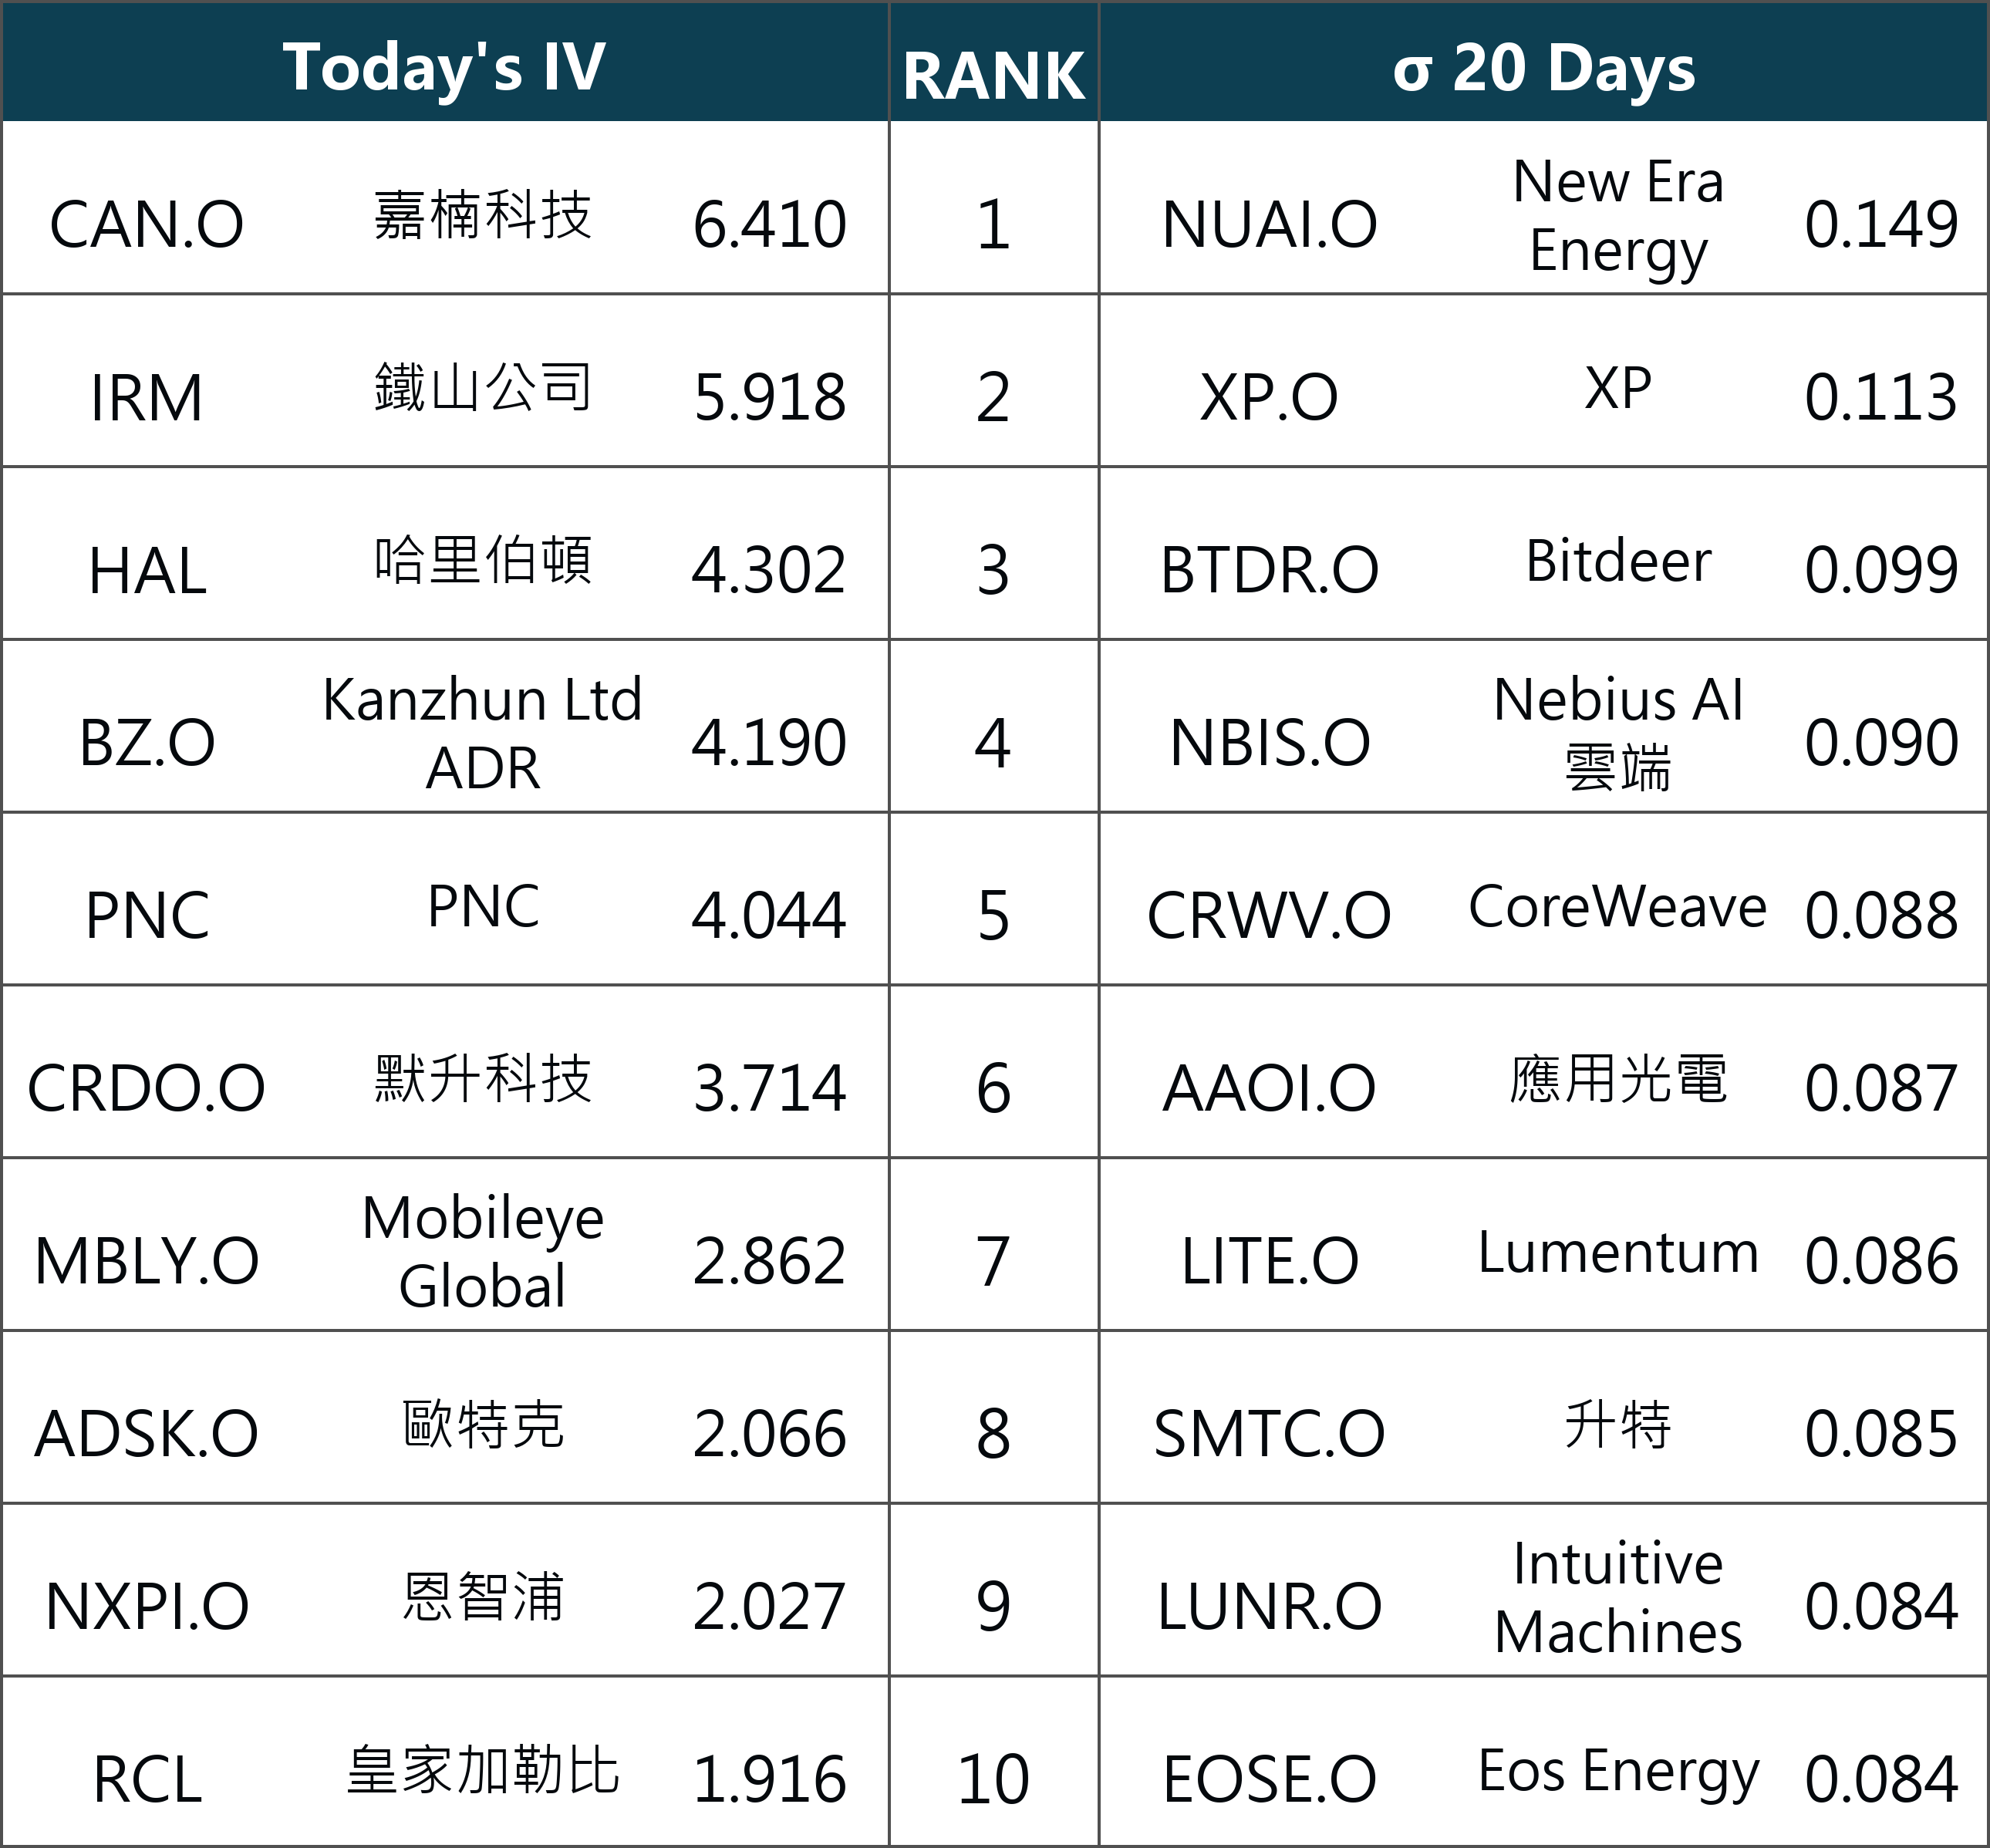 Today's IV RANK σ 20 Days
CAN.O 嘉楠科技 6.410 1 NUAI.O New Era Energy 0.149
IRM 鐵山公司 5.918 2 XP.O XP 0.113
HAL 哈里伯頓 4.302 3 BTDR.O Bitdeer 0.099
BZ.O Kanzhun Ltd ADR 4.190 4 NBIS.O Nebius AI 雲端 0.090
PNC PNC 4.044 5 CRWV.O CoreWeave 0.088
CRDO.O 默升科技 3.714 6 AAOI.O 應用光電 0.087
MBLY.O Mobileye Global 2.862 7 LITE.O Lumentum 0.086
ADSK.O 歐特克 2.066 8 SMTC.O 升特 0.085
NXPI.O 恩智浦 2.027 9 LUNR.O Intuitive Machines 0.084
RCL 皇家加勒比 1.916 10 EOSE.O Eos Energy 0.084